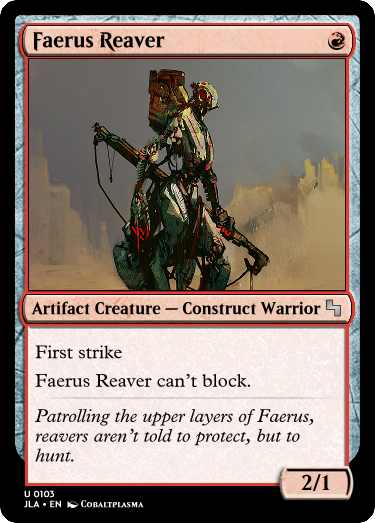 Faerus Reaver
Artifact Creature — Construct Warrior
First strike
Faerus Reaver can't block.
Patrolling the upper layers of Faerus,
reavers aren't told to protect, but to
hunt.
2/1
U 0103
JLA • EN Cobaltplasma